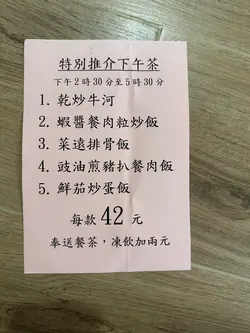 特別推介下午茶
下午2時30分至5時30分
1. 乾炒牛河
2. 蝦醬餐肉粒炒飯
3. 菜遠排骨飯
4. 豉油煎豬扒餐肉飯
5. 鮮茄炒蛋飯
每款 42 元
奉送餐茶，凍飲加兩元